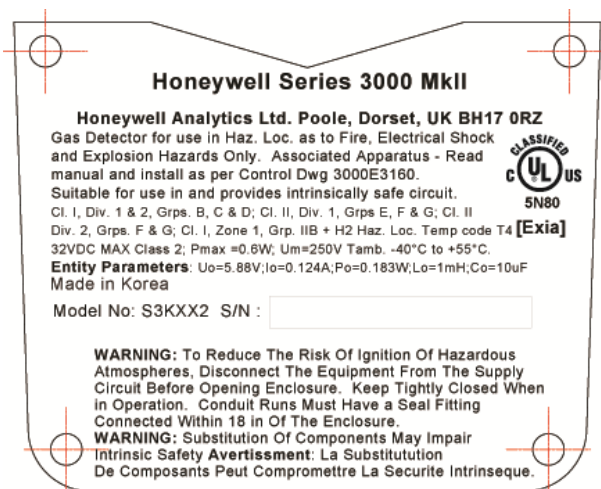 Honeywell Series 3000 MkII
Honeywell Analytics Ltd. Poole, Dorset, UK BH17 0RZ
Gas Detector for use in Haz. Loc. as to Fire, Electrical Shock
and Explosion Hazards Only. Associated Apparatus - Read
manual and install as per Control Dwg 3000E3160.
Suitable for use in and provides intrinsically safe circuit.
CLASSIFIED
C UL US
5N80
Cl. I, Div. 1 & 2, Grps. B, C & D; Cl. II, Div. 1, Grps E, F & G; Cl. II
Div. 2, Grps. F & G; Cl. I, Zone 1, Grp. IIB + H2 Haz. Loc. Temp code T4 [Exia]
32VDC MAX Class 2; Pmax =0.6W; Um=250V Tamb. -40°C to +55°C.
Entity Parameters: Uo=5.88V;Io=0.124A;Po=0.183W;Lo=1mH;Co=10uF
Made in Korea
Model No: S3KXX2 S/N :
WARNING: To Reduce The Risk Of Ignition Of Hazardous
Atmospheres, Disconnect The Equipment From The Supply
Circuit Before Opening Enclosure. Keep Tightly Closed When
in Operation. Conduit Runs Must Have a Seal Fitting
Connected Within 18 in Of The Enclosure.
WARNING: Substitution Of Components May Impair
Intrinsic Safety Avertissment: La Substitutution
De Composants Peut Compromettre La Securite Intrinseque.